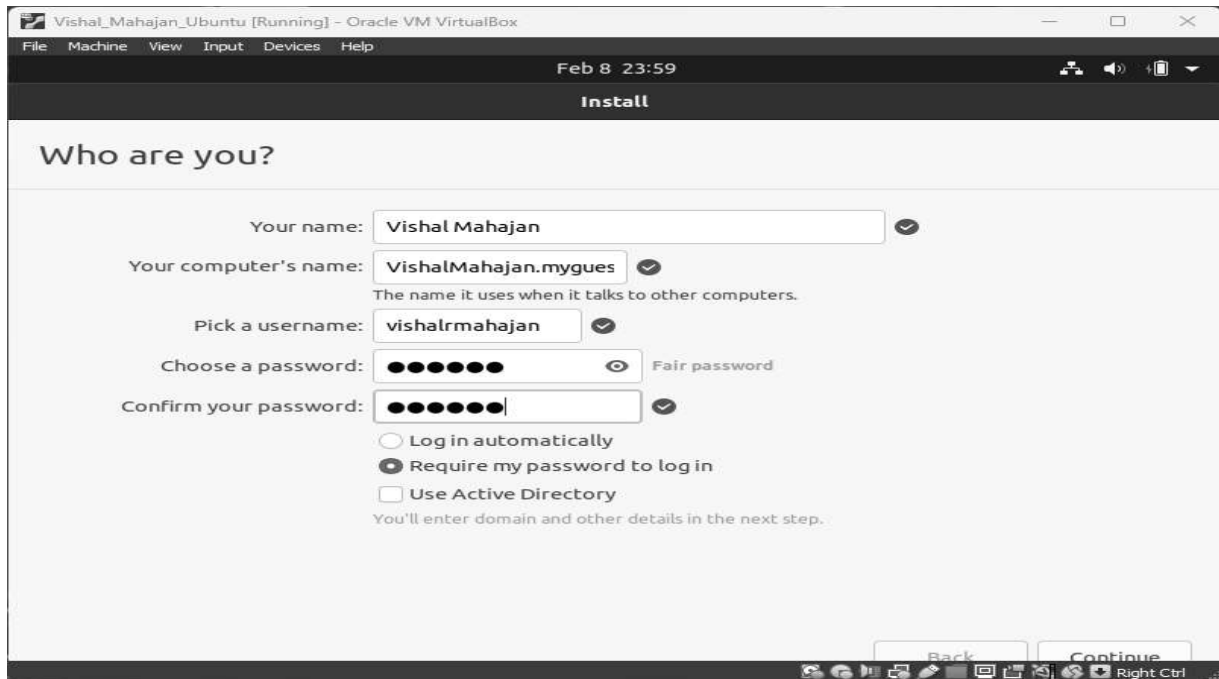 Vishal_Mahajan_Ubuntu [Running] - Oracle VM VirtualBox
File Machine View Input Devices Help
Feb 8 23:59
Install
Who are you?
Your name: Vishal Mahajan
Your computer's name: VishalMahajan.mygues
The name it uses when it talks to other computers.
Pick a username: vishalrmahajan
Choose a password: ●●●●●● Fair password
Confirm your password: ●●●●●●
Log in automatically
Require my password to log in
Use Active Directory
You'll enter domain and other details in the next step.
Back Continue
Right Ctrl